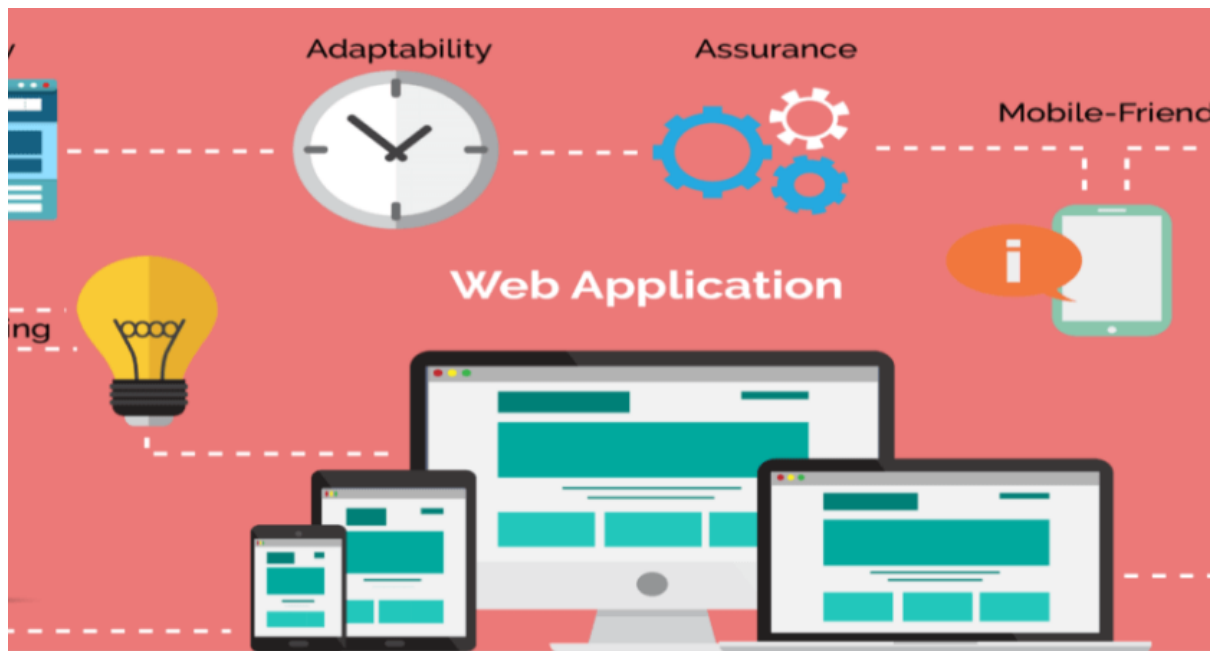 y
Adaptability
Assurance
Mobile-Friend
i
Web Application
ing